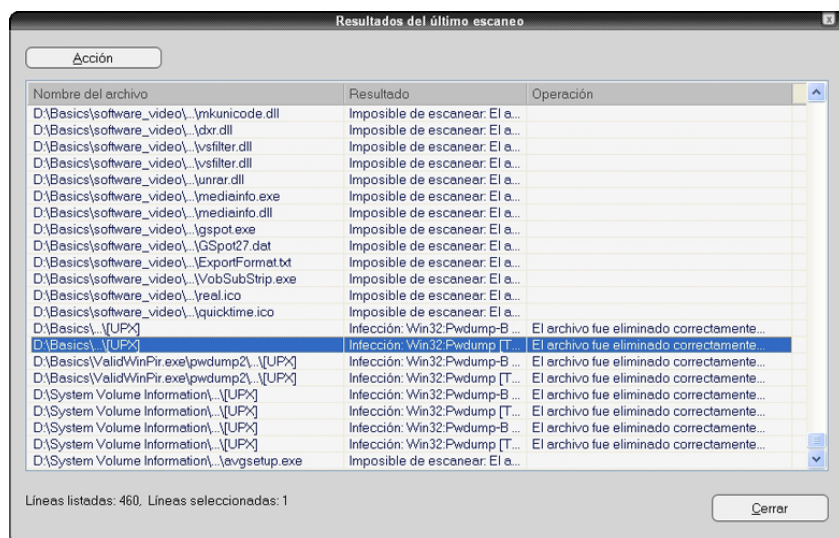 Resultados del último escaneo
x
Acción
Nombre del archivo Resultado Operación
D:\Basics\software_video\...\mkunicode.dll Imposible de escanear: El a...
D:\Basics\software_video\...\dxr.dll Imposible de escanear: El a...
D:\Basics\software_video\...\vsfilter.dll Imposible de escanear: El a...
D:\Basics\software_video\...\vsfilter.dll Imposible de escanear: El a...
D:\Basics\software_video\...\unrar.dll Imposible de escanear: El a...
D:\Basics\software_video\...\mediainfo.exe Imposible de escanear: El a...
D:\Basics\software_video\...\mediainfo.dll Imposible de escanear: El a...
D:\Basics\software_video\...\gspot.exe Imposible de escanear: El a...
D:\Basics\software_video\...\GSpot27.dat Imposible de escanear: El a...
D:\Basics\software_video\...\ExportFormat.txt Imposible de escanear: El a...
D:\Basics\software_video\...\VobSubStrip.exe Imposible de escanear: El a...
D:\Basics\software_video\...\real.ico Imposible de escanear: El a...
D:\Basics\software_video\...\quicktime.ico Imposible de escanear: El a...
D:\Basics\...\[UPX] Infección: Win32:Pwdump-B ... El archivo fue eliminado correctamente...
D:\Basics\...\[UPX] Infección: Win32:Pwdump [T... El archivo fue eliminado correctamente...
D:\Basics\ValidWinPir.exe\pwdump2\...\[UPX] Infección: Win32:Pwdump-B ... El archivo fue eliminado correctamente...
D:\Basics\ValidWinPir.exe\pwdump2\...\[UPX] Infección: Win32:Pwdump [T... El archivo fue eliminado correctamente...
D:\System Volume Information\...\[UPX] Infección: Win32:Pwdump-B ... El archivo fue eliminado correctamente...
D:\System Volume Information\...\[UPX] Infección: Win32:Pwdump [T... El archivo fue eliminado correctamente...
D:\System Volume Information\...\[UPX] Infección: Win32:Pwdump-B ... El archivo fue eliminado correctamente...
D:\System Volume Information\...\[UPX] Infección: Win32:Pwdump [T... El archivo fue eliminado correctamente...
D:\System Volume Information\...\avgsetup.exe Imposible de escanear: El a...
Líneas listadas: 460, Líneas seleccionadas: 1
Cerrar